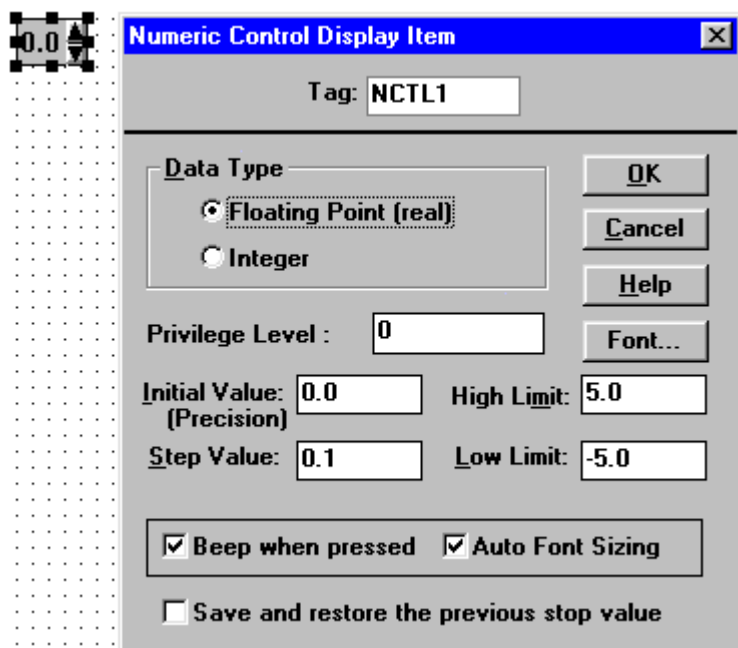 0.0
Numeric Control Display Item
Tag: NCTL1
Data Type
Floating Point (real)
Integer
OK
Cancel
Help
Font...
Privilege Level : 0
Initial Value: 0.0
(Precision)
High Limit: 5.0
Step Value: 0.1
Low Limit: -5.0
Beep when pressed
Auto Font Sizing
Save and restore the previous stop value